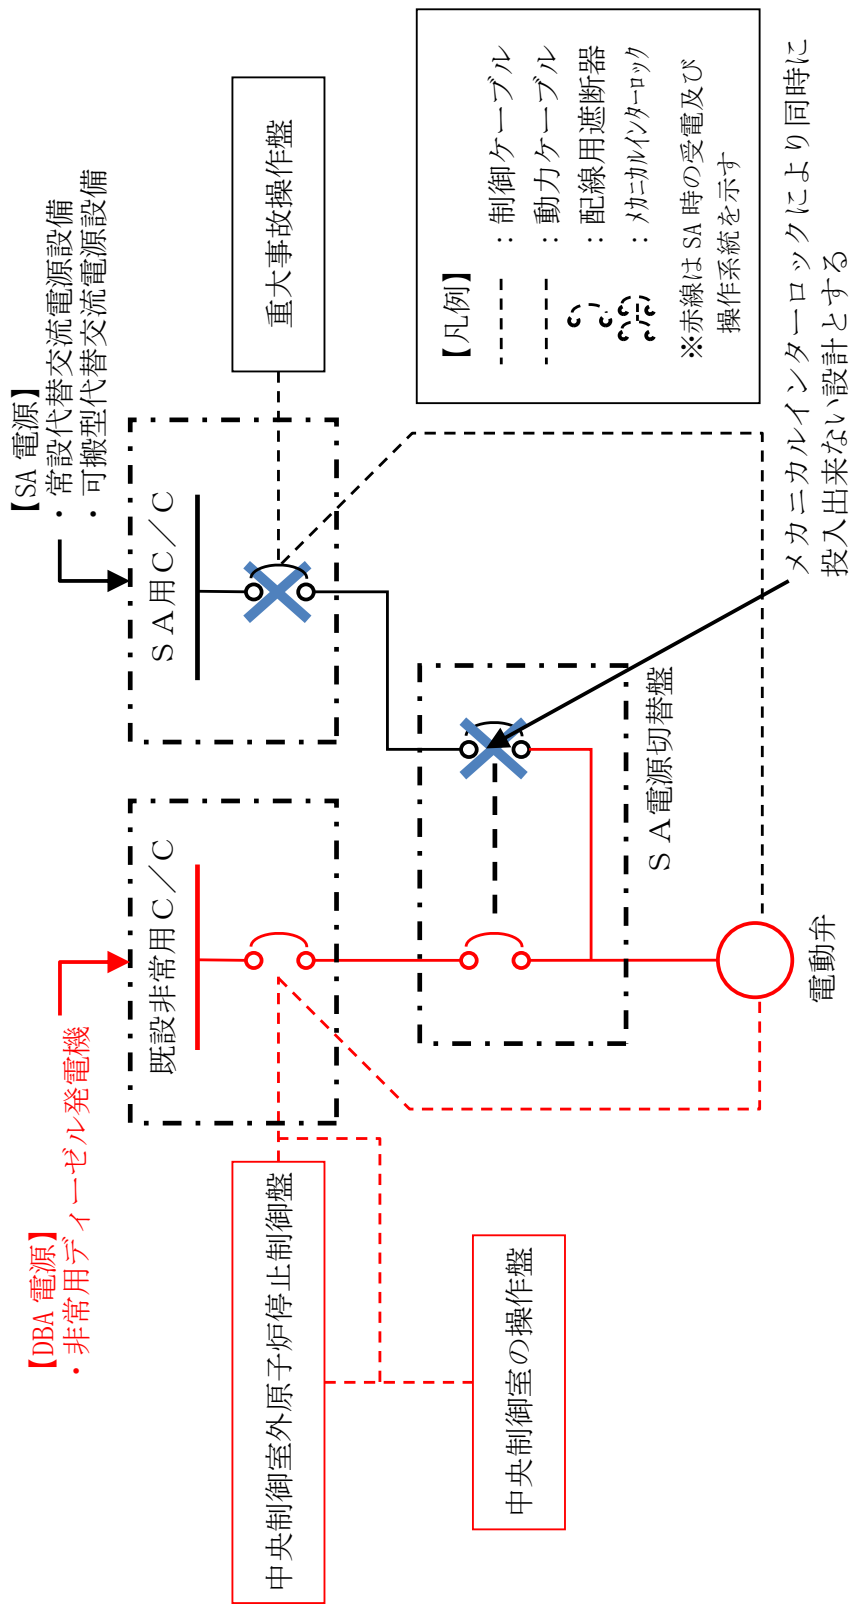 【DBA 電源】
・非常用ディーゼル発電機
【SA 電源】
・常設代替交流電源設備
・可搬型代替交流電源設備
既設非常用Ｃ／Ｃ
ＳＡ用Ｃ／Ｃ
中央制御室外原子炉停止制御盤
重大事故操作盤
中央制御室の操作盤
ＳＡ電源切替盤
電動弁
メカニカルインターロックにより同時に
投入出来ない設計とする
【凡例】
：制御ケーブル
：動力ケーブル
：配線用遮断器
：ﾒｶﾆｶﾙｲﾝﾀｰﾛｯｸ
※赤線は SA 時の受電及び
操作系統を示す